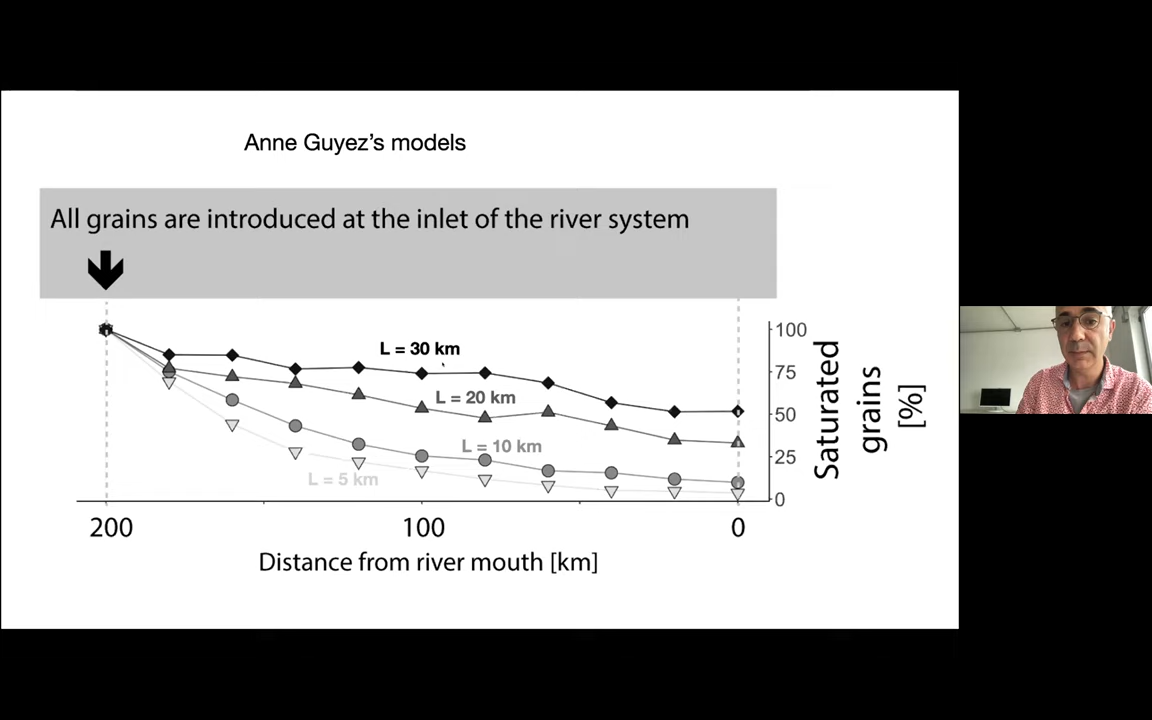 Anne Guyez’s models
All grains are introduced at the inlet of the river system
L = 30 km
L = 20 km
L = 10 km
L = 5 km
100
75
50
25
0
Saturated
grains
[%]
200
100
0
Distance from river mouth [km]